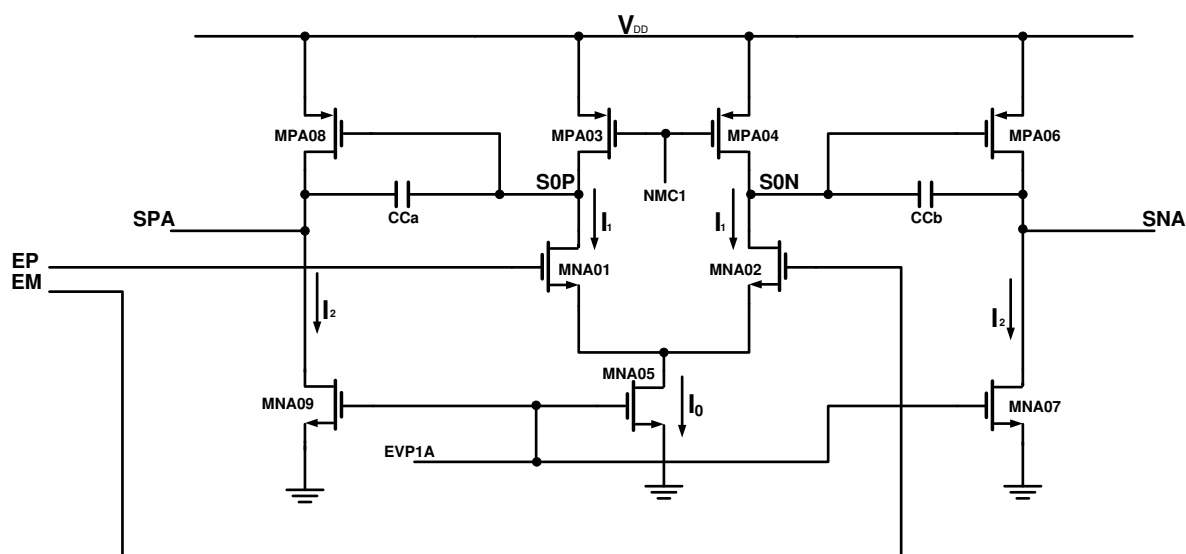 VDD
MPA08
MPA03
MPA04
MPA06
S0P
S0N
NMC1
CCa
CCb
SPA
SNA
I1
I1
EP
EM
MNA01
MNA02
I2
I2
MNA05
MNA09
I0
MNA07
EVP1A